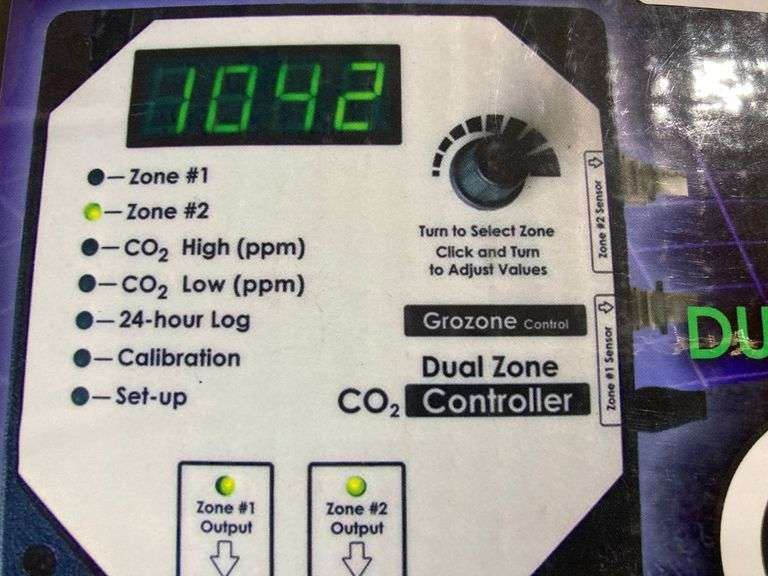 1042
Zone #1
Zone #2
CO₂ High (ppm)
CO₂ Low (ppm)
24-hour Log
Calibration
Set-up
Turn to Select Zone
Click and Turn
to Adjust Values
Zone #2 Sensor
Zone #1 Sensor
Grozone Control
Dual Zone
CO₂ Controller
DU
Zone #1
Output
Zone #2
Output